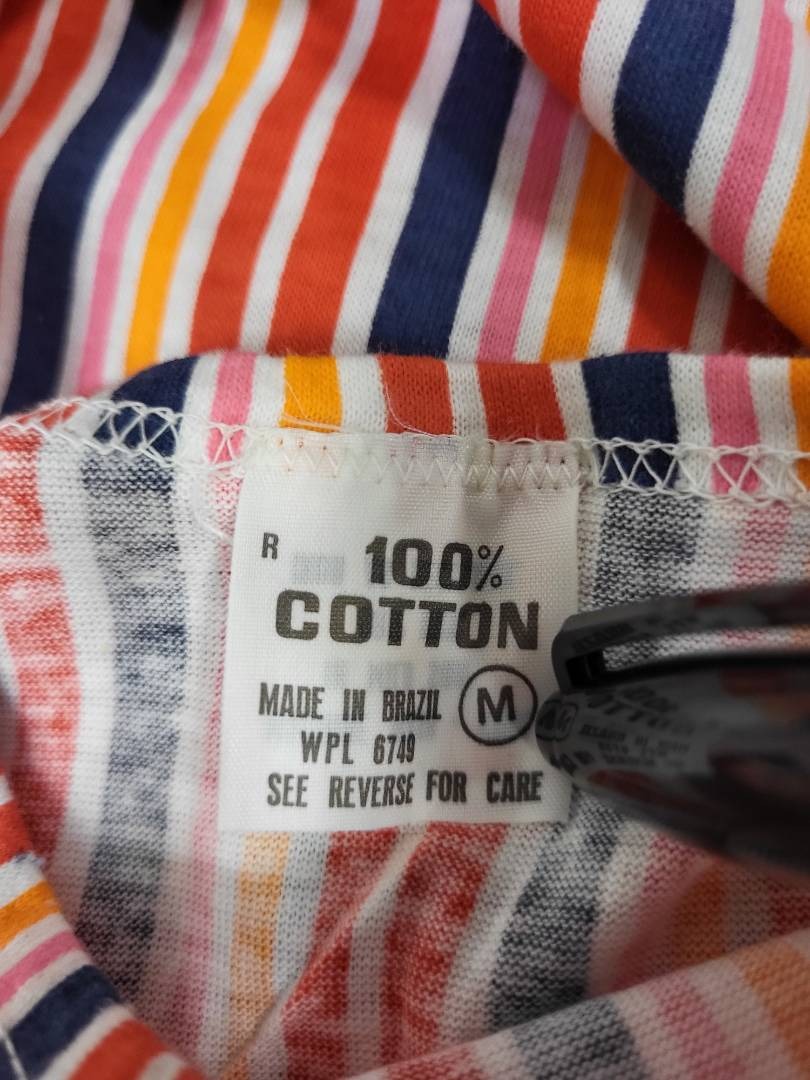 R
100%
COTTON
MADE IN BRAZIL M
WPL 6749
SEE REVERSE FOR CARE